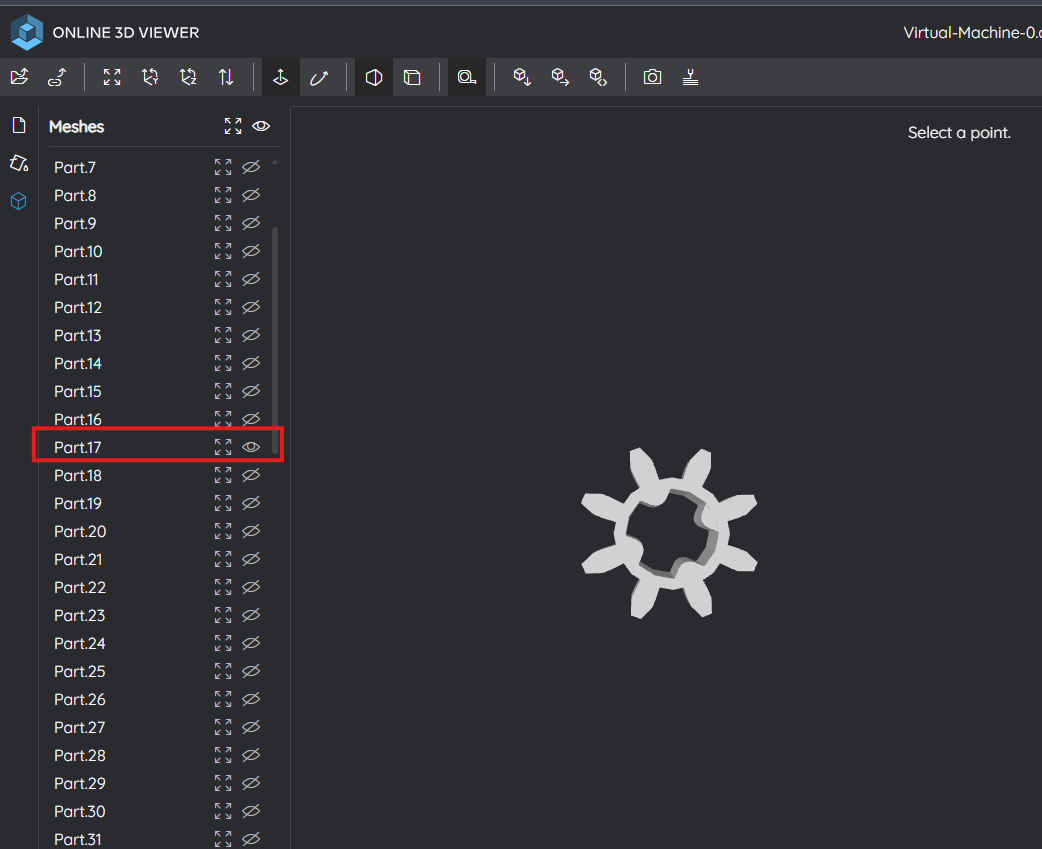 ONLINE 3D VIEWER
Virtual-Machine-0.
Meshes
Select a point.
Part.7
Part.8
Part.9
Part.10
Part.11
Part.12
Part.13
Part.14
Part.15
Part.16
Part.17
Part.18
Part.19
Part.20
Part.21
Part.22
Part.23
Part.24
Part.25
Part.26
Part.27
Part.28
Part.29
Part.30
Part.31